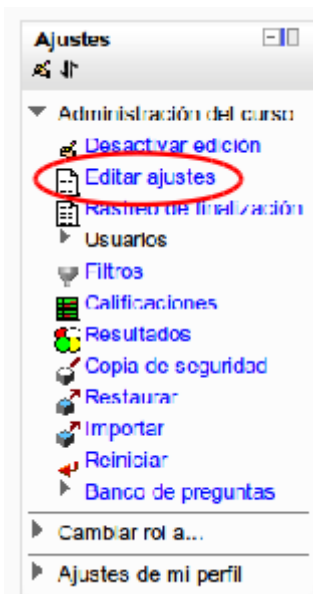 Ajustes
Administración del curso
Desactivar edición
Editar ajustes
Rastreo de finalización
Usuarios
Filtros
Calificaciones
Resultados
Copia de seguridad
Restaurar
Importar
Reiniciar
Banco de preguntas
Cambiar rol a...
Ajustes de mi perfil